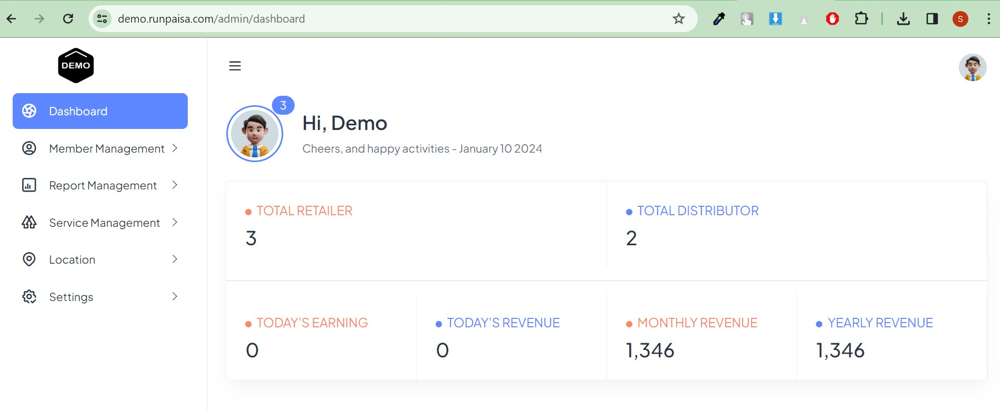 demo.runpaisa.com/admin/dashboard
S
DEMO
Dashboard
Member Management
Report Management
Service Management
Location
Settings
3
Hi, Demo
Cheers, and happy activities - January 10 2024
TOTAL RETAILER
3
TOTAL DISTRIBUTOR
2
TODAY'S EARNING
0
TODAY'S REVENUE
0
MONTHLY REVENUE
1,346
YEARLY REVENUE
1,346